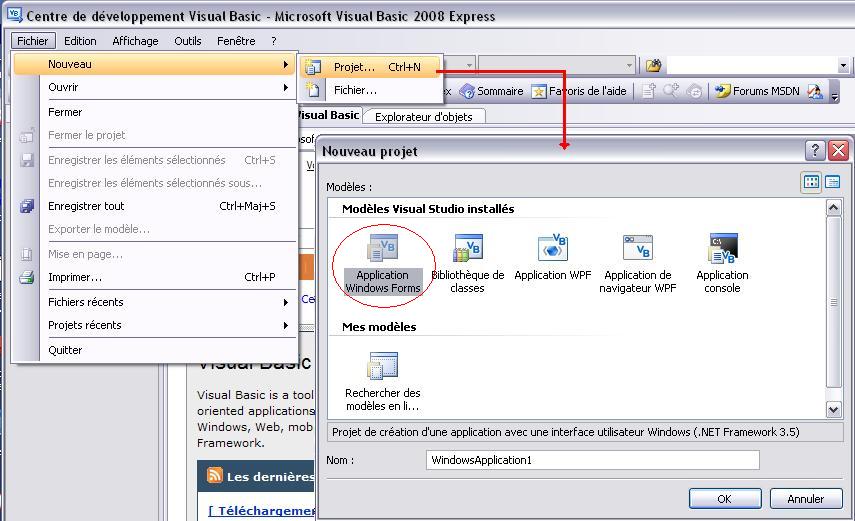 Centre de développement Visual Basic - Microsoft Visual Basic 2008 Express
Fichier Edition Affichage Outils Fenêtre ?
Nouveau
Projet... Ctrl+N
Ouvrir
Fichier...
Sommaire Favoris de l'aide Forums MSDN
Fermer
Visual Basic Explorateur d'objets
Fermer le projet
Enregistrer les éléments sélectionnés Ctrl+S
Enregistrer les éléments sélectionnés sous...
Enregistrer tout Ctrl+Maj+S
Exporter le modèle...
Mise en page...
Imprimer... Ctrl+P
Fichiers récents
Projets récents
Quitter
Nouveau projet
Modèles :
Modèles Visual Studio installés
VB
VB
VB
VB
C:\
VB
Application
Windows Forms
Bibliothèque de
classes
Application WPF
Application de
navigateur WPF
Application
console
Mes modèles
Rechercher des
modèles en li...
Projet de création d'une application avec une interface utilisateur Windows (.NET Framework 3.5)
Nom : WindowsApplication1
OK Annuler
Visual Basic
Visual Basic is a tool
oriented applications
Windows, Web, mob
Framework.
Les dernières
[ Téléchargeme